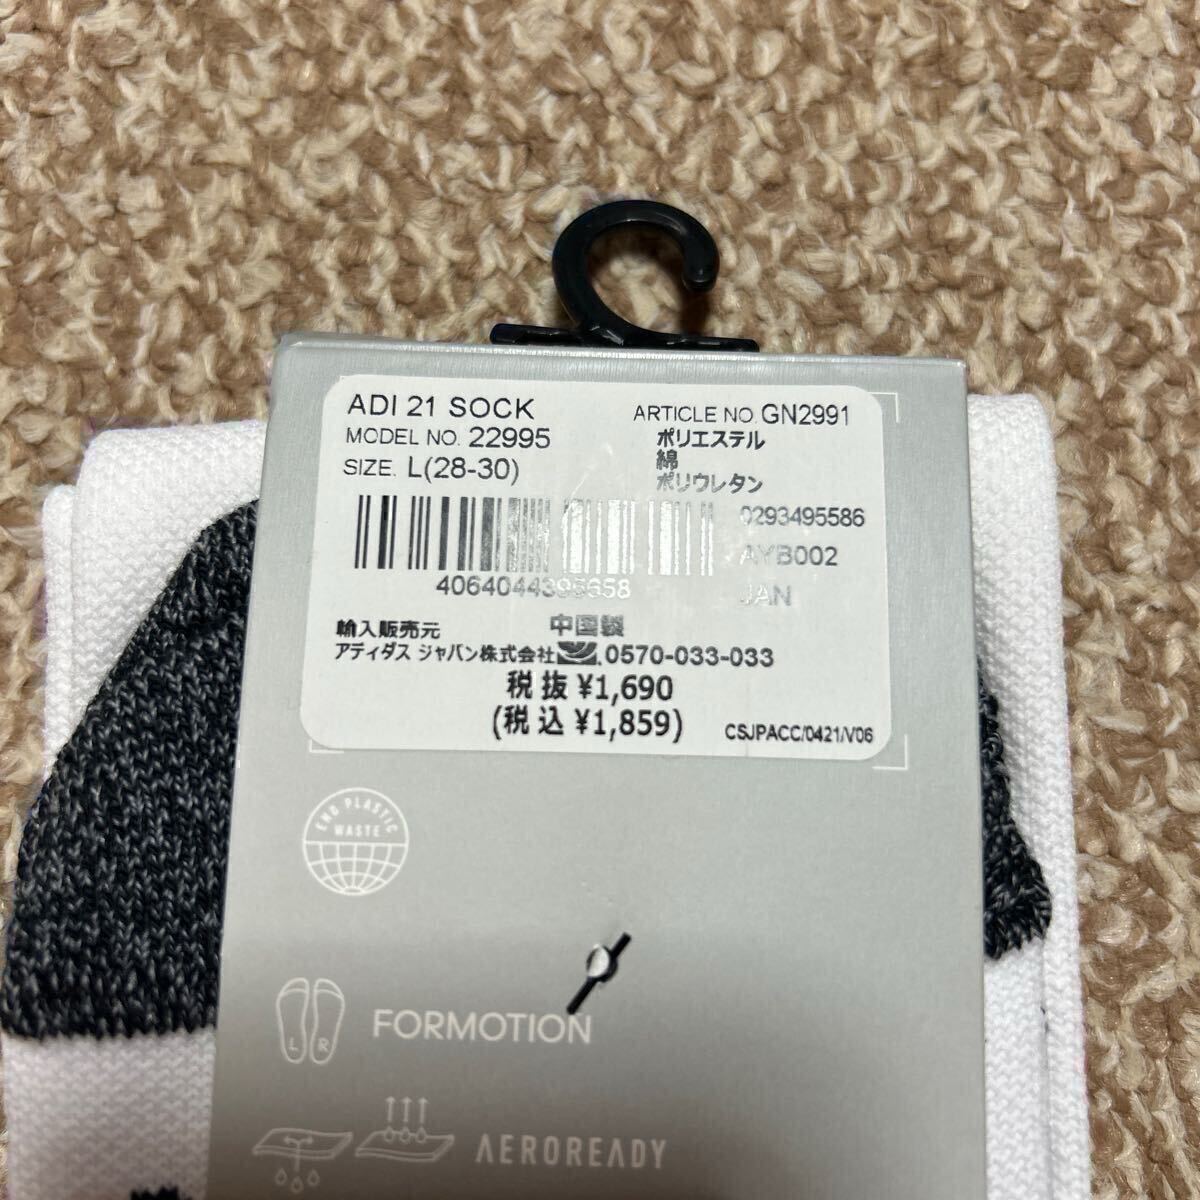 ADI 21 SOCK
ARTICLE NO. GN2991
MODEL NO. 22995
ポリエステル
SIZE. L(28-30)
綿
ポリウレタン
0293495586
AYB002
4064044395658
JAN
輸入販売元
中国製
アディダス ジャパン株式会社 0570-033-033
税 抜 ¥1,690
(税 込 ¥1,859)
CSJPACC/0421/V06
END PLASTIC
WASTE
L R
FORMOTION
AEROREADY